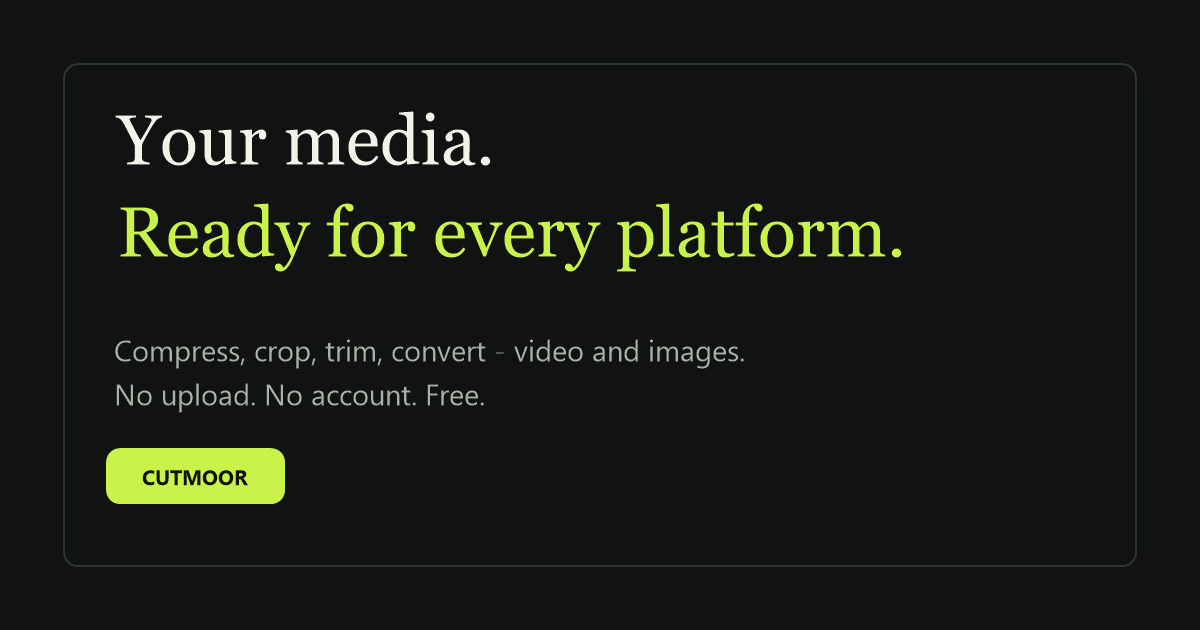 Your media.
Ready for every platform.
Compress, crop, trim, convert - video and images.
No upload. No account. Free.
CUTMOOR